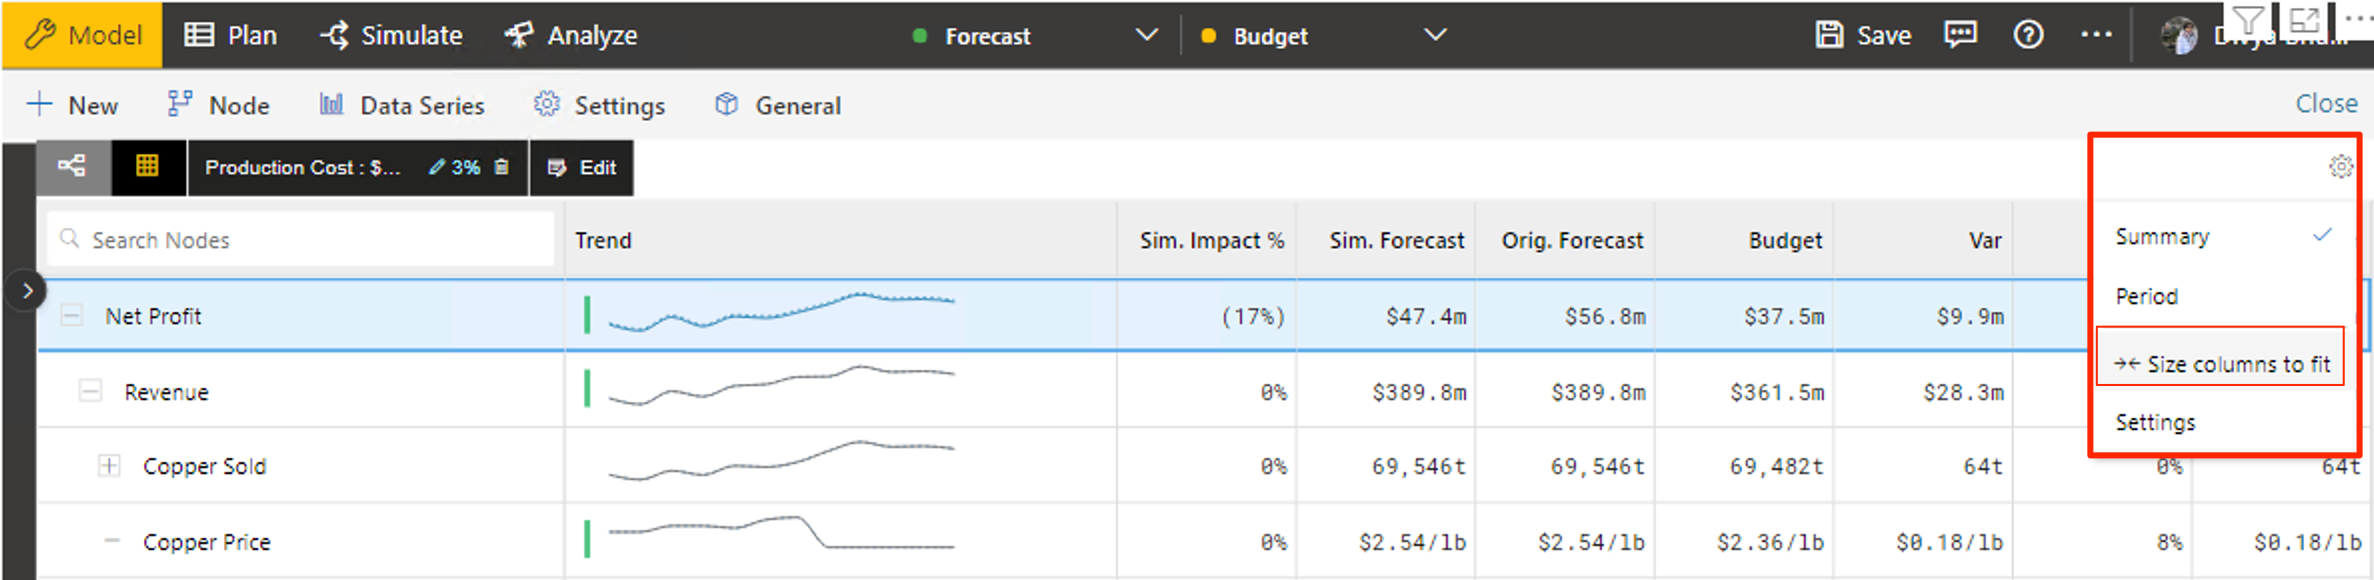 Model Plan Simulate Analyze Forecast Budget Save
New Node Data Series Settings General Close
Production Cost : $... 3% Edit
Search Nodes Trend Sim. Impact % Sim. Forecast Orig. Forecast Budget Var
Summary
Net Profit (17%) $47.4m $56.8m $37.5m $9.9m
Period
Size columns to fit
Revenue 0% $389.8m $389.8m $361.5m $28.3m
Settings
Copper Sold 0% 69,546t 69,546t 69,482t 64t 0% 64t
Copper Price 0% $2.54/lb $2.54/lb $2.36/lb $0.18/lb 8% $0.18/lb